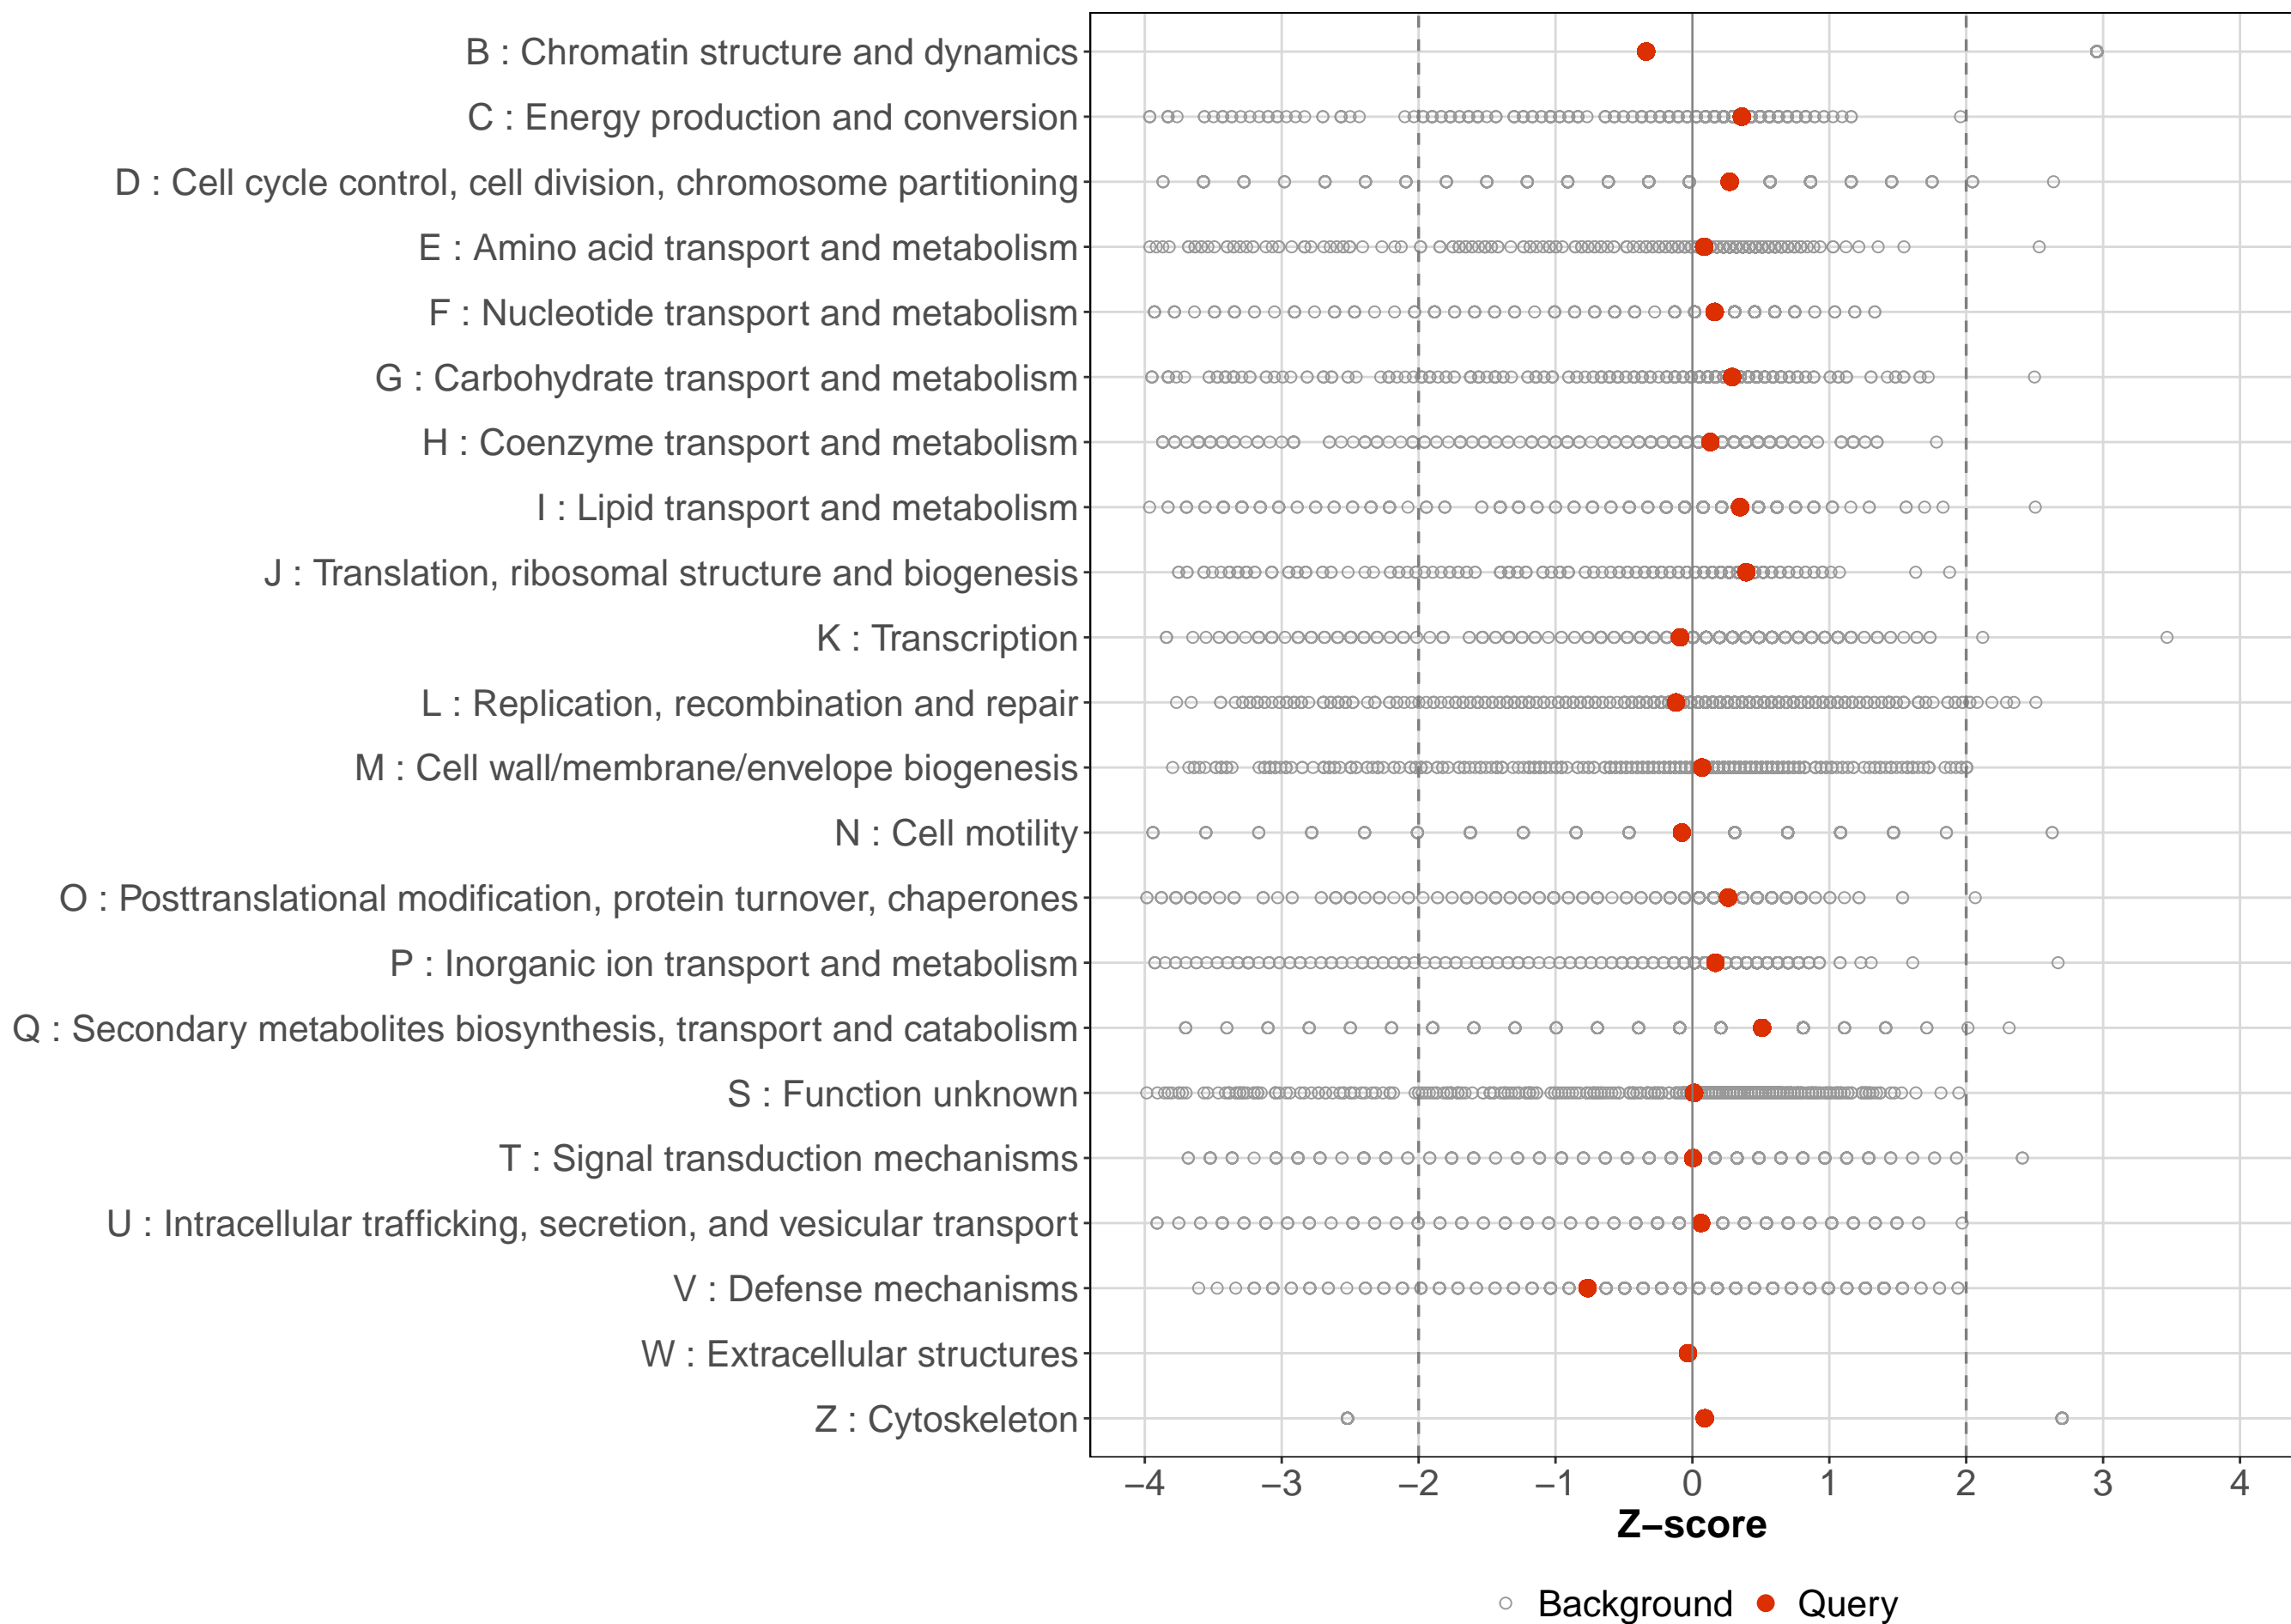 B : Chromatin structure and dynamics
C : Energy production and conversion
D : Cell cycle control, cell division, chromosome partitioning
E : Amino acid transport and metabolism
F : Nucleotide transport and metabolism
G : Carbohydrate transport and metabolism
H : Coenzyme transport and metabolism
I : Lipid transport and metabolism
J : Translation, ribosomal structure and biogenesis
K : Transcription
L : Replication, recombination and repair
M : Cell wall/membrane/envelope biogenesis
N : Cell motility
O : Posttranslational modification, protein turnover, chaperones
P : Inorganic ion transport and metabolism
Q : Secondary metabolites biosynthesis, transport and catabolism
S : Function unknown
T : Signal transduction mechanisms
U : Intracellular trafficking, secretion, and vesicular transport
V : Defense mechanisms
W : Extracellular structures
Z : Cytoskeleton
−4 −3 −2 −1 0 1 2 3 4
Z−score
Background Query